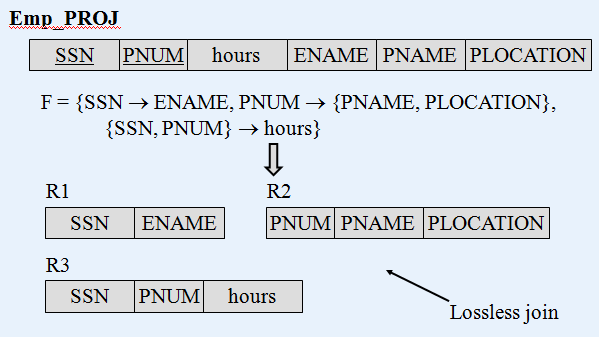 Emp_PROJ
SSN PNUM hours ENAME PNAME PLOCATION
F = {SSN → ENAME, PNUM → {PNAME, PLOCATION},
{SSN, PNUM} → hours}
R1 R2
SSN ENAME PNUM PNAME PLOCATION
R3
SSN PNUM hours
Lossless join